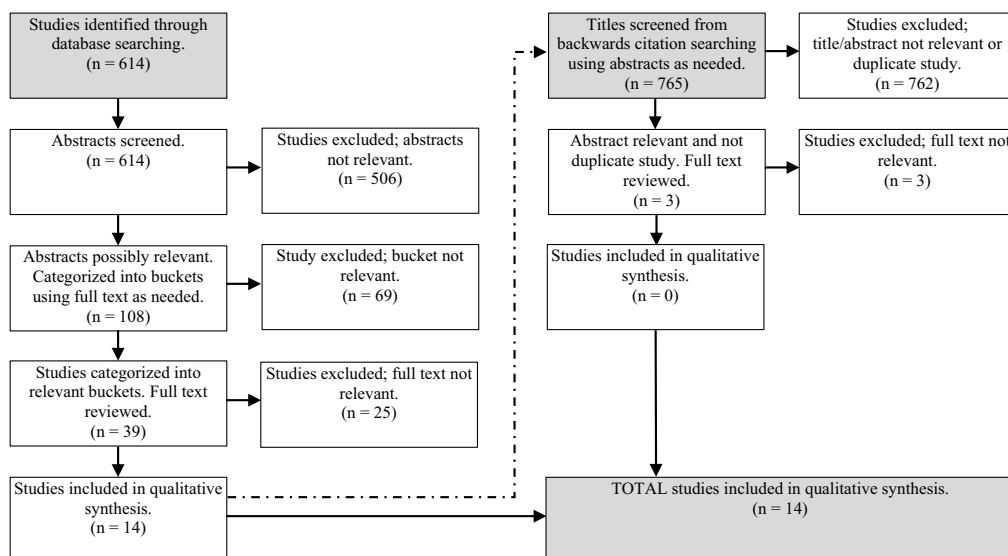 Studies identified through
database searching.
(n = 614)
Abstracts screened.
(n = 614)
Studies excluded; abstracts
not relevant.
(n = 506)
Abstracts possibly relevant.
Categorized into buckets
using full text as needed.
(n = 108)
Study excluded; bucket not
relevant.
(n = 69)
Studies categorized into
relevant buckets. Full text
reviewed.
(n = 39)
Studies excluded; full text not
relevant.
(n = 25)
Studies included in qualitative
synthesis.
(n = 14)
Titles screened from
backwards citation searching
using abstracts as needed.
(n = 765)
Studies excluded;
title/abstract not relevant or
duplicate study.
(n = 762)
Abstract relevant and not
duplicate study. Full text
reviewed.
(n = 3)
Studies excluded; full text not
relevant.
(n = 3)
Studies included in qualitative
synthesis.
(n = 0)
TOTAL studies included in qualitative synthesis.
(n = 14)